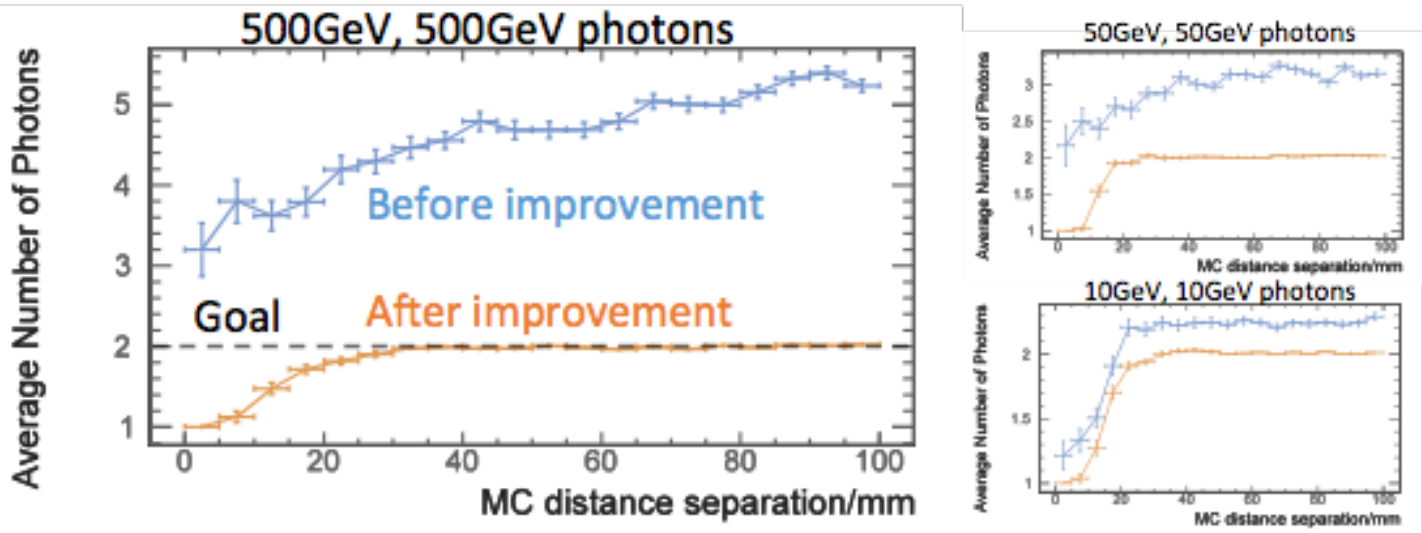 500GeV, 500GeV photons
Average Number of Photons
5
4
3
2
1
Before improvement
Goal
After improvement
0 20 40 60 80 100
MC distance separation/mm
50GeV, 50GeV photons
Average Number of Photons
3
2.5
2
1.5
1
0 20 40 60 80 100
MC distance separation/mm
10GeV, 10GeV photons
Average Number of Photons
2
1.5
1
0 20 40 60 80 100
MC distance separation/mm